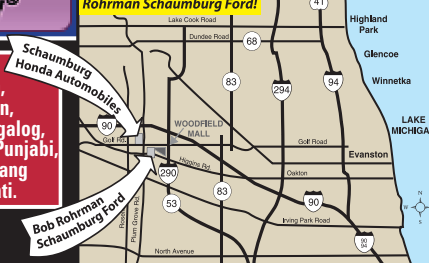 Rohrman Schaumburg Ford!
41
Highland
Park
Lake Cook Road
Dundee Road
68
Glencoe
Schaumburg
Honda Automobiles
83
294
94
Winnetka
LAKE
MICHIGA
90
WOODFIELD
MALL
Golf Rd.
Golf Road
Evanston
galog,
Punjabi,
ang
ti.
Higgins Rd.
Oakton
290
83
90
53
Bob Rohrman
Schaumburg Ford
Plum Grove Rd.
Irving Park Road
90
94
North Avenue
N
W
S